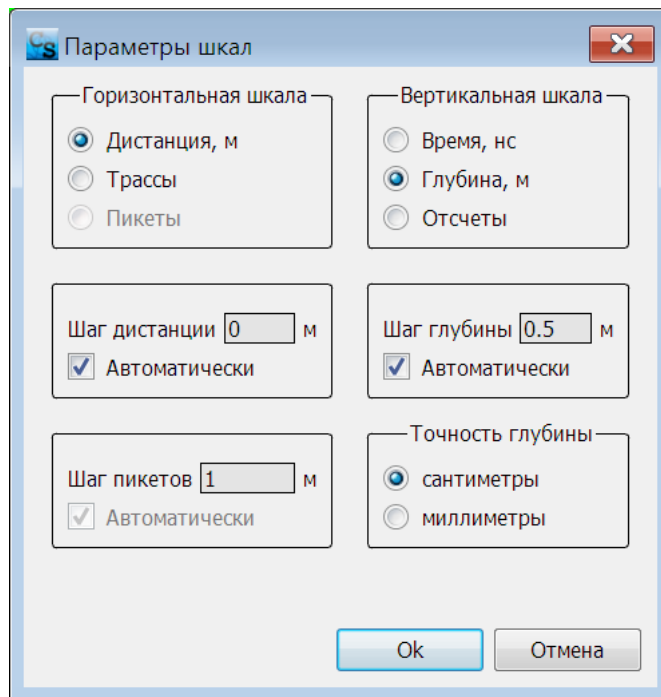 Параметры шкал
Горизонтальная шкала
Дистанция, м
Трассы
Пикеты
Вертикальная шкала
Время, нс
Глубина, м
Отсчеты
Шаг дистанции 0 м
Автоматически
Шаг глубины 0.5 м
Автоматически
Шаг пикетов 1 м
Автоматически
Точность глубины
сантиметры
миллиметры
Ok
Отмена